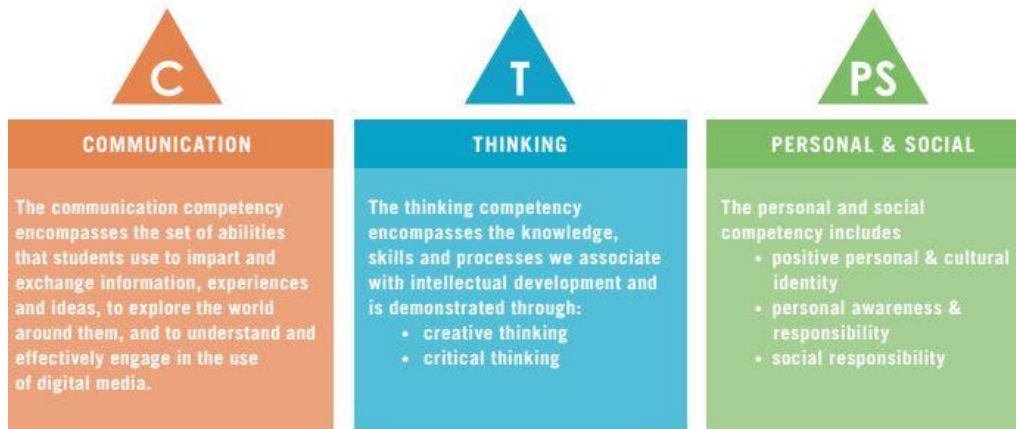 C
COMMUNICATION
The communication competency
encompasses the set of abilities
that students use to impart and
exchange information, experiences
and ideas, to explore the world
around them, and to understand and
effectively engage in the use
of digital media.
T
THINKING
The thinking competency
encompasses the knowledge,
skills and processes we associate
with intellectual development and
is demonstrated through:
• creative thinking
• critical thinking
PS
PERSONAL & SOCIAL
The personal and social
competency includes
• positive personal & cultural
identity
• personal awareness &
responsibility
• social responsibility